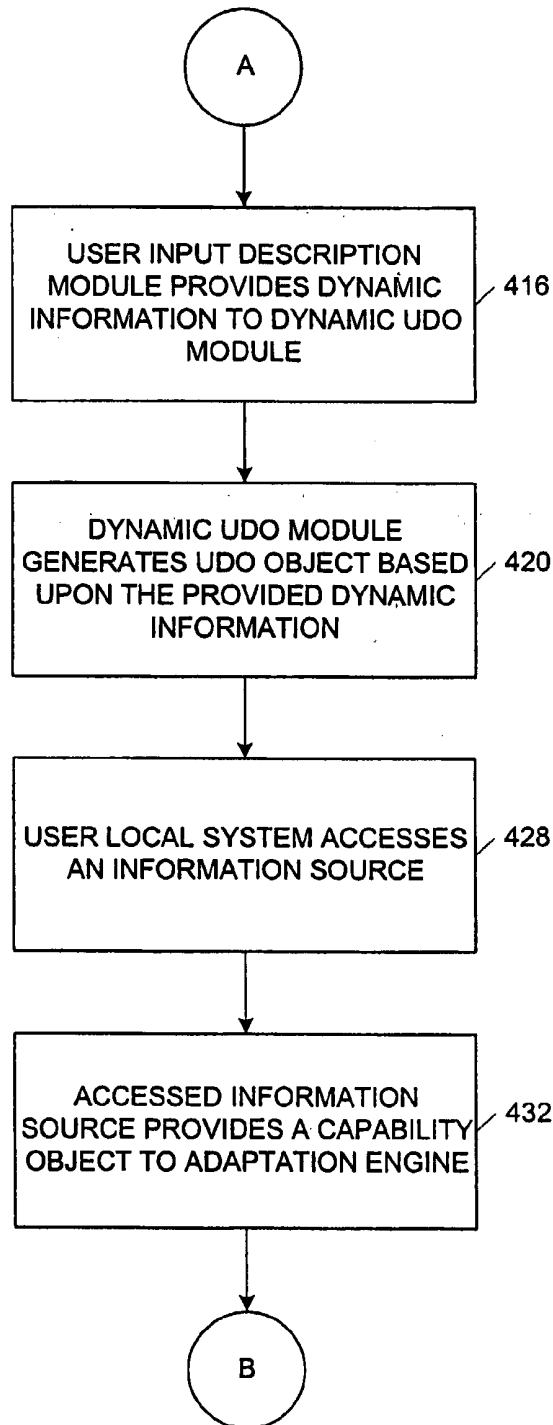 A
USER INPUT DESCRIPTION
MODULE PROVIDES DYNAMIC
INFORMATION TO DYNAMIC UDO
MODULE
416
DYNAMIC UDO MODULE
GENERATES UDO OBJECT BASED
UPON THE PROVIDED DYNAMIC
INFORMATION
420
USER LOCAL SYSTEM ACCESSES
AN INFORMATION SOURCE
428
ACCESSED INFORMATION
SOURCE PROVIDES A CAPABILITY
OBJECT TO ADAPTATION ENGINE
432
B